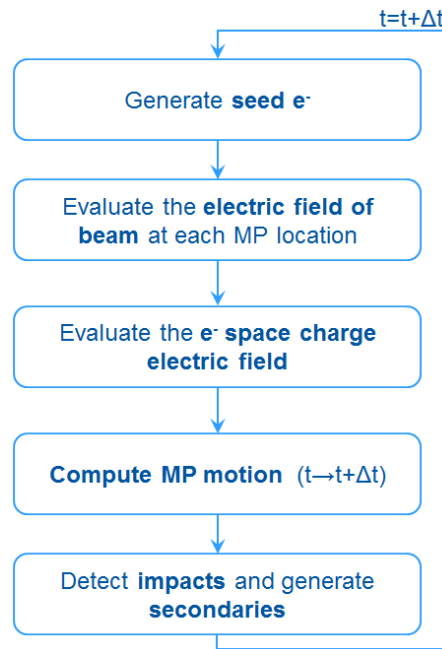 t=t+Δt
Generate seed e-
Evaluate the electric field of
beam at each MP location
Evaluate the e- space charge
electric field
Compute MP motion (t→t+Δt)
Detect impacts and generate
secondaries